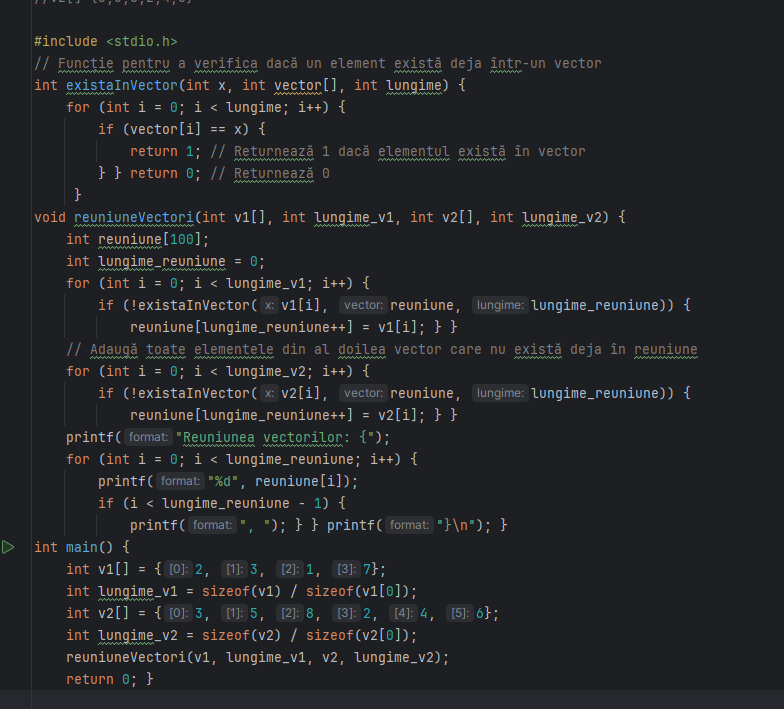 #include <stdio.h>
// Funcție pentru a verifica dacă un element există deja într-un vector
int existaInVector(int x, int vector[], int lungime) {
for (int i = 0; i < lungime; i++) {
if (vector[i] == x) {
return 1; // Returnează 1 dacă elementul există în vector
} } return 0; // Returnează 0
}
void reuniuneVectori(int v1[], int lungime_v1, int v2[], int lungime_v2) {
int reuniune[100];
int lungime_reuniune = 0;
for (int i = 0; i < lungime_v1; i++) {
if (!existaInVector( x: v1[i], vector: reuniune, lungime: lungime_reuniune)) {
reuniune[lungime_reuniune++] = v1[i]; } }
// Adaugă toate elementele din al doilea vector care nu există deja în reuniune
for (int i = 0; i < lungime_v2; i++) {
if (!existaInVector( x: v2[i], vector: reuniune, lungime: lungime_reuniune)) {
reuniune[lungime_reuniune++] = v2[i]; } }
printf( format: "Reuniunea vectorilor: {");
for (int i = 0; i < lungime_reuniune; i++) {
printf( format: "%d", reuniune[i]);
if (i < lungime_reuniune - 1) {
printf( format: ", "); } } printf( format: "}\n"); }
int main() {
int v1[] = { [0]: 2, [1]: 3, [2]: 1, [3]: 7};
int lungime_v1 = sizeof(v1) / sizeof(v1[0]);
int v2[] = { [0]: 3, [1]: 5, [2]: 8, [3]: 2, [4]: 4, [5]: 6};
int lungime_v2 = sizeof(v2) / sizeof(v2[0]);
reuniuneVectori(v1, lungime_v1, v2, lungime_v2);
return 0; }